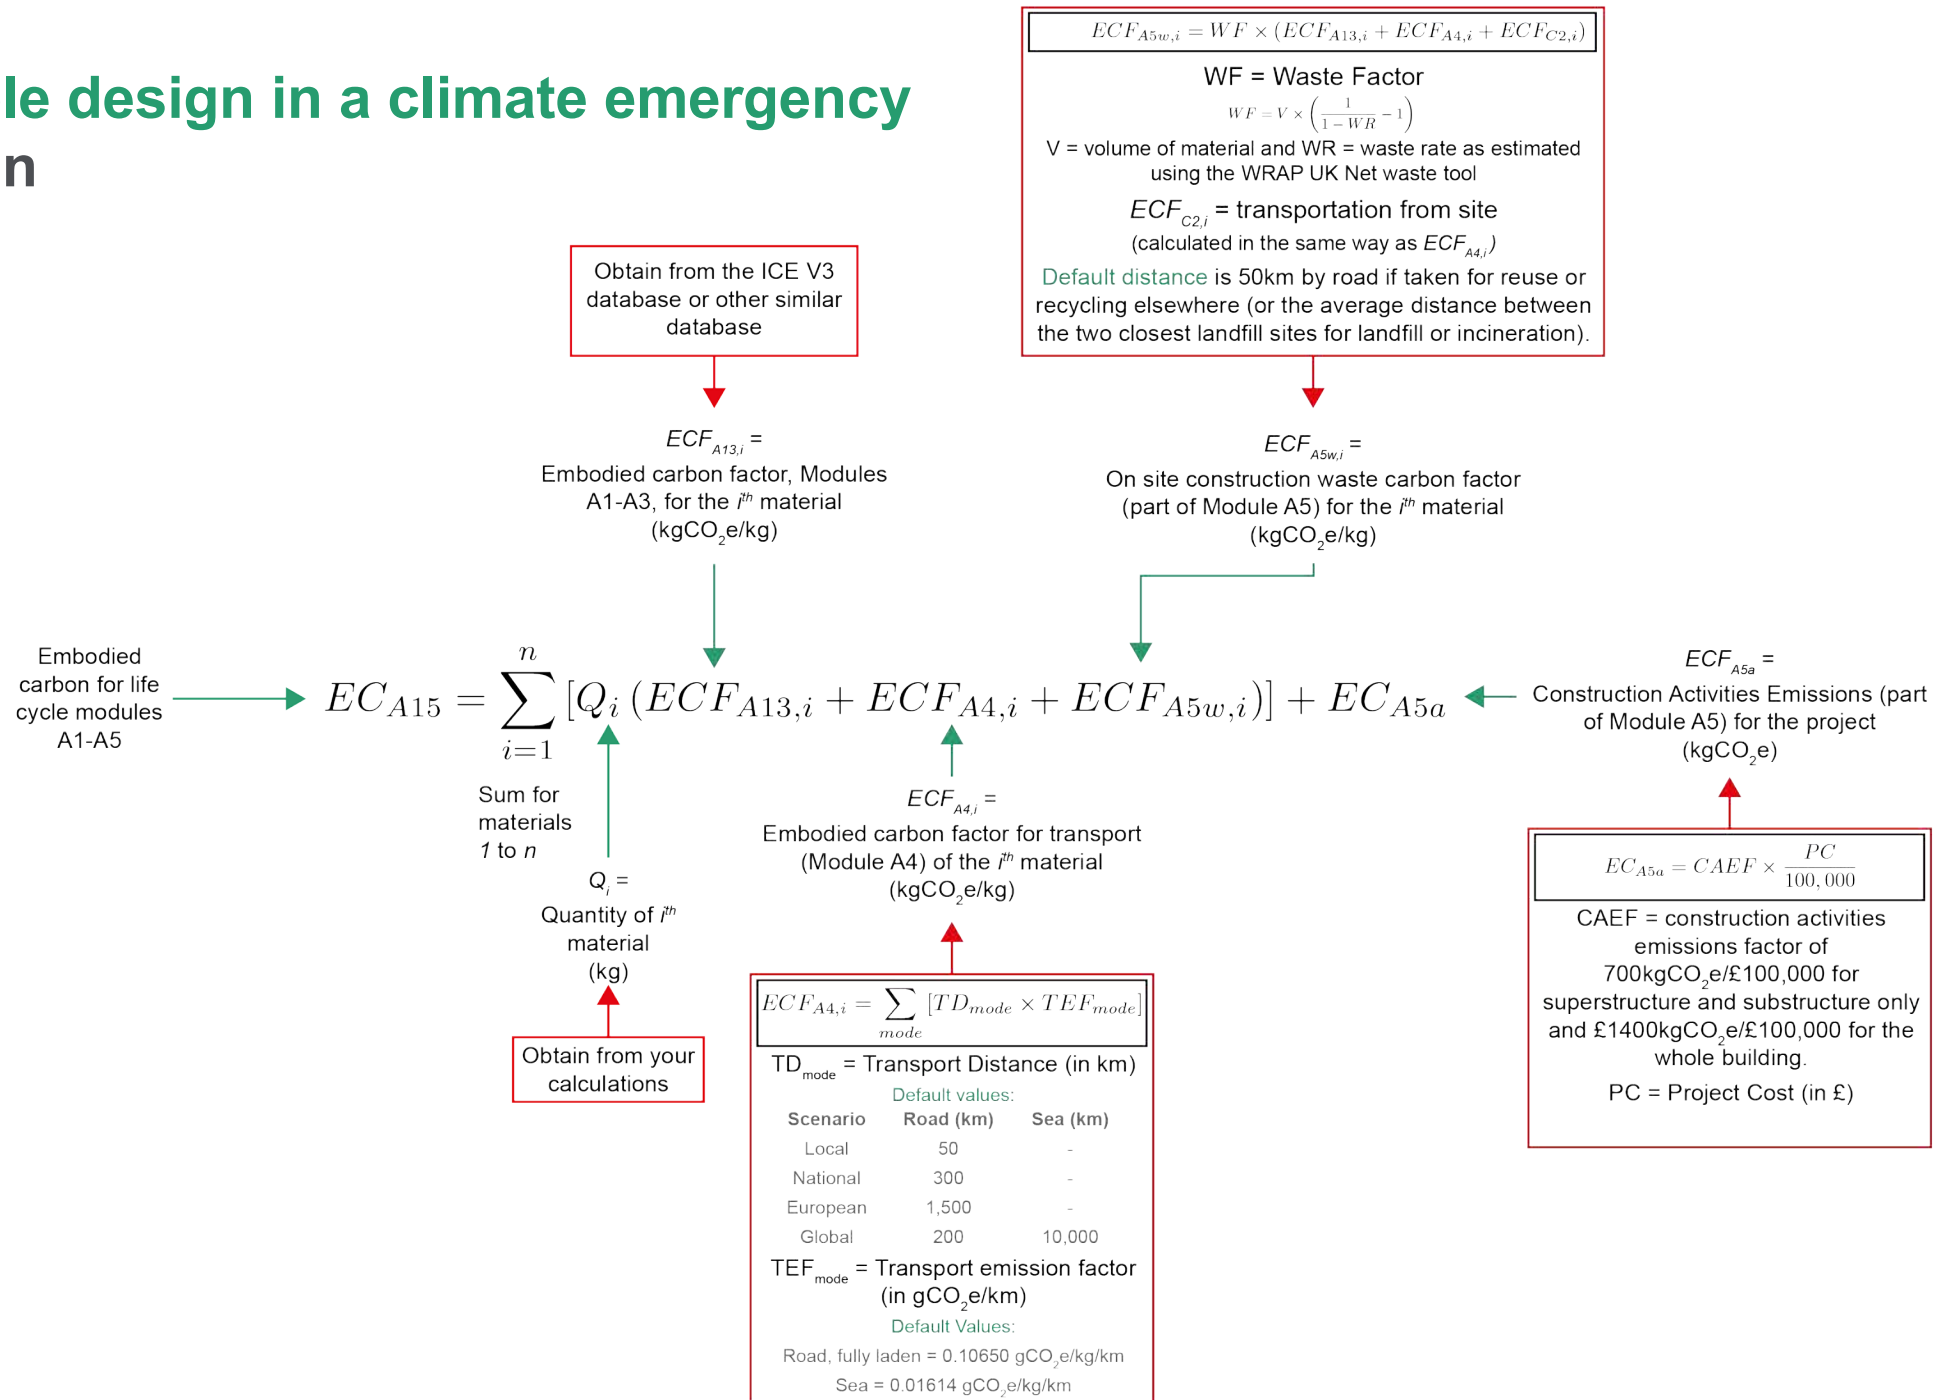 le design in a climate emergency
n
ECF_{A5w,i} = WF × (ECF_{A13,i} + ECF_{A4,i} + ECF_{C2,i})
WF = Waste Factor
WF = V × (1/(1 − WR) − 1)
V = volume of material and WR = waste rate as estimated
using the WRAP UK Net waste tool
ECF_{C2,i} = transportation from site
(calculated in the same way as ECF_{A4,i})
Default distance is 50km by road if taken for reuse or
recycling elsewhere (or the average distance between
the two closest landfill sites for landfill or incineration).
Obtain from the ICE V3
database or other similar
database
ECF_{A13,i} =
Embodied carbon factor, Modules
A1-A3, for the i^{th} material
(kgCO₂e/kg)
ECF_{A5w,i} =
On site construction waste carbon factor
(part of Module A5) for the i^{th} material
(kgCO₂e/kg)
Embodied
carbon for life
cycle modules
A1-A5
EC_{A15} = ∑_{i=1}^{n} [Q_i (ECF_{A13,i} + ECF_{A4,i} + ECF_{A5w,i})] + EC_{A5a}
ECF_{A5a} =
Construction Activities Emissions (part
of Module A5) for the project
(kgCO₂e)
Sum for
materials
1 to n
Q_i =
Quantity of i^{th}
material
(kg)
Obtain from your
calculations
ECF_{A4,i} =
Embodied carbon factor for transport
(Module A4) of the i^{th} material
(kgCO₂e/kg)
ECF_{A4,i} = ∑_{mode} [TD_{mode} × TEF_{mode}]
TD_{mode} = Transport Distance (in km)
Default values:
Scenario Road (km) Sea (km)
Local 50 -
National 300 -
European 1,500 -
Global 200 10,000
TEF_{mode} = Transport emission factor
(in gCO₂e/km)
Default Values:
Road, fully laden = 0.10650 gCO₂e/kg/km
Sea = 0.01614 gCO₂e/kg/km
EC_{A5a} = CAEF × PC/100,000
CAEF = construction activities
emissions factor of
700kgCO₂e/£100,000 for
superstructure and substructure only
and £1400kgCO₂e/£100,000 for the
whole building.
PC = Project Cost (in £)